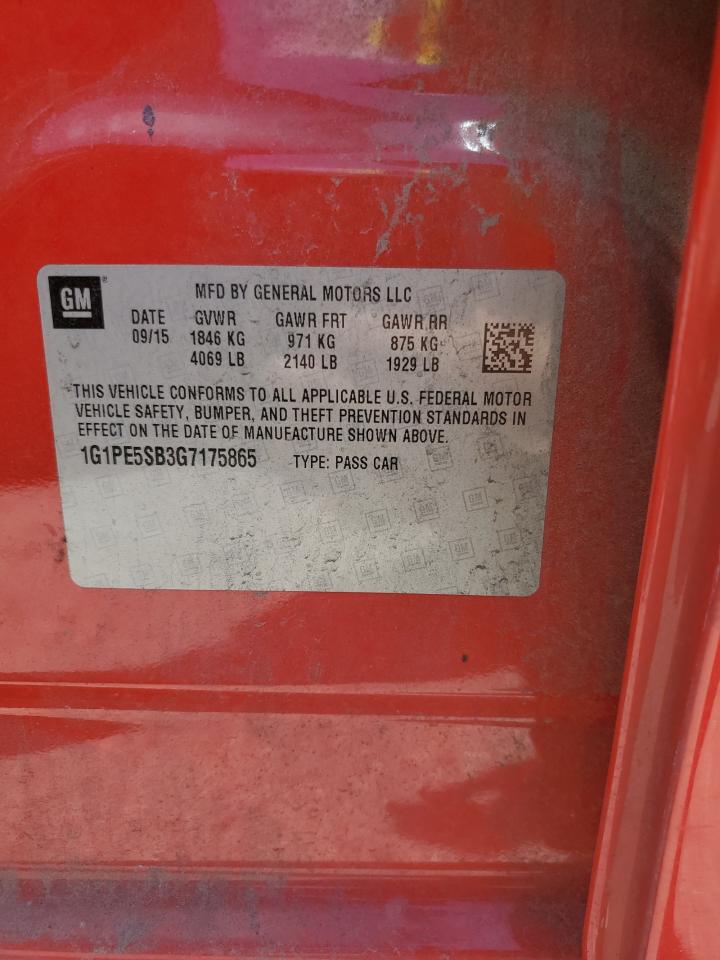 GM
MFD BY GENERAL MOTORS LLC
DATE GVWR GAWR FRT GAWR RR
09/15 1846 KG 971 KG 875 KG
4069 LB 2140 LB 1929 LB
THIS VEHICLE CONFORMS TO ALL APPLICABLE U.S. FEDERAL MOTOR
VEHICLE SAFETY, BUMPER, AND THEFT PREVENTION STANDARDS IN
EFFECT ON THE DATE OF MANUFACTURE SHOWN ABOVE.
1G1PE5SB3G7175865 TYPE: PASS CAR